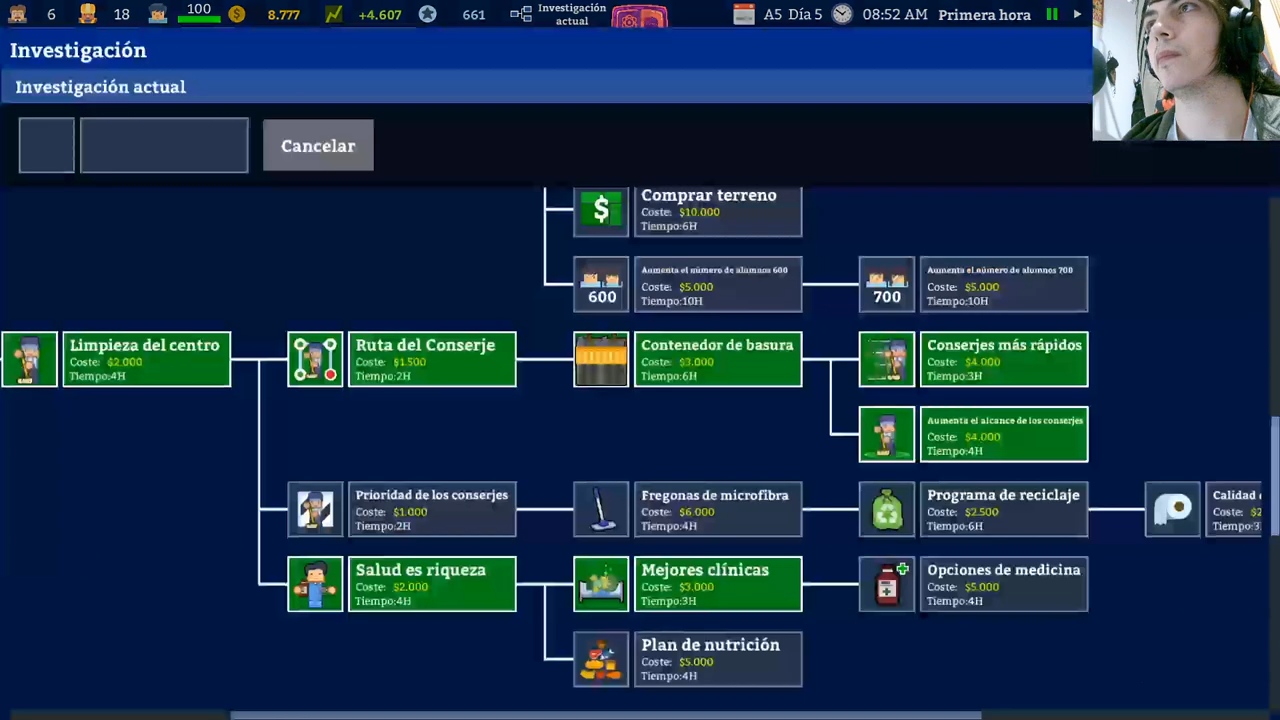 6 18 100 8.777 +4.607 661 Investigación actual A5 Día 5 08:52 AM Primera hora
Investigación
Investigación actual
Cancelar
Comprar terreno
Coste: $10.000
Tiempo:6H
600
Aumenta el número de alumnos 600
Coste: $5.000
Tiempo:10H
700
Aumenta el número de alumnos 700
Coste: $5.000
Tiempo:10H
Limpieza del centro
Coste: $2.000
Tiempo:4H
Ruta del Conserje
Coste: $1.500
Tiempo:2H
Contenedor de basura
Coste: $3.000
Tiempo:6H
Conserjes más rápidos
Coste: $4.000
Tiempo:3H
Aumenta el alcance de los conserjes
Coste: $4.000
Tiempo:4H
Prioridad de los conserjes
Coste: $1.000
Tiempo:2H
Fregonas de microfibra
Coste: $6.000
Tiempo:4H
Programa de reciclaje
Coste: $2.500
Tiempo:6H
Calidad
Coste: $2
Tiempo:3
Salud es riqueza
Coste: $2.000
Tiempo:4H
Mejores clínicas
Coste: $3.000
Tiempo:3H
Opciones de medicina
Coste: $5.000
Tiempo:4H
Plan de nutrición
Coste: $5.000
Tiempo:4H